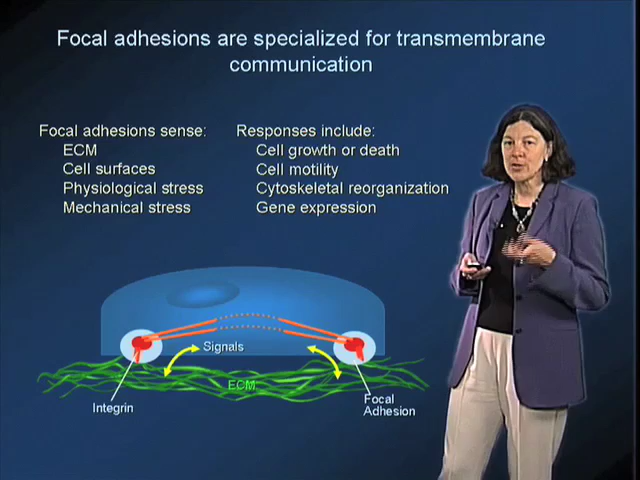 Focal adhesions are specialized for transmembrane
communication
Focal adhesions sense:
ECM
Cell surfaces
Physiological stress
Mechanical stress
Responses include:
Cell growth or death
Cell motility
Cytoskeletal reorganization
Gene expression
Signals
ECM
Integrin
Focal
Adhesion